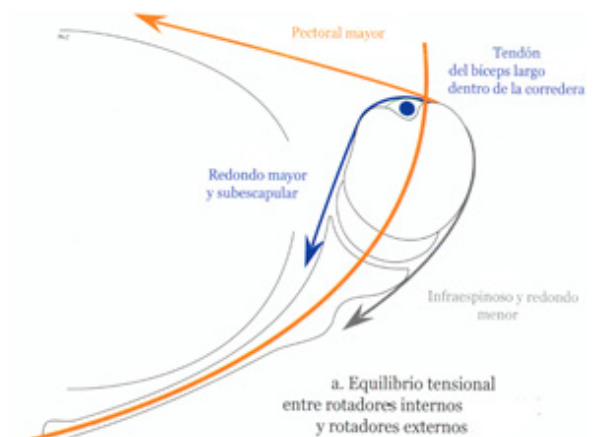 Pectoral mayor
Tendón
del bíceps largo
dentro de la corredera
Redondo mayor
y subescapular
Infraespinoso y redondo
menor
a. Equilibrio tensional
entre rotadores internos
y rotadores externos